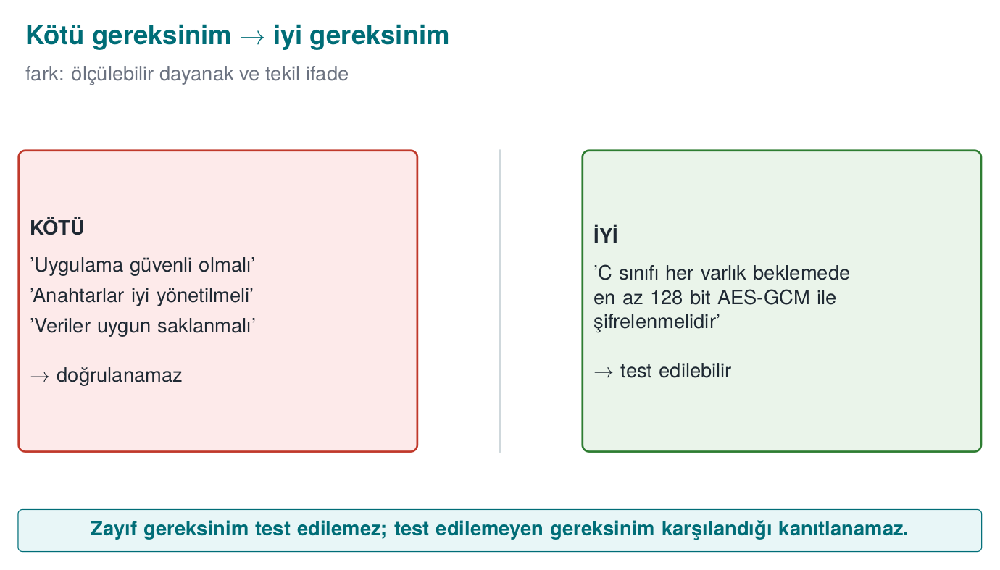 Kötü gereksinim → iyi gereksinim
fark: ölçülebilir dayanak ve tekil ifade
KÖTÜ
’Uygulama güvenli olmalı’
’Anahtarlar iyi yönetilmeli’
’Veriler uygun saklanmalı’
→ doğrulanamaz
İYİ
’C sınıfı her varlık beklemede
en az 128 bit AES-GCM ile
şifrelenmelidir’
→ test edilebilir
Zayıf gereksinim test edilemez; test edilemeyen gereksinim karşılandığı kanıtlanamaz.